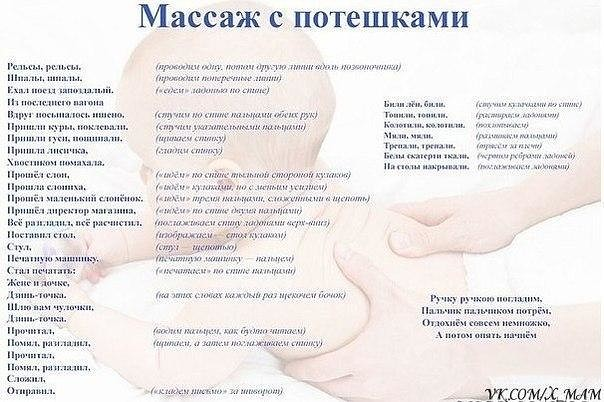 Массаж с потешками
Рельсы, рельсы, (проводим одну, потом другую линии вдоль позвоночника)
Шпалы, шпалы, (проводим поперечные линии)
Ехал поезд запоздалый. («едем» ладонью по спине)
Из последнего вагона
Вдруг посыпалось пшено. (стучим по спине пальцами обеих рук)
Пришли куры, поклевали. (стучим указательными пальцами)
Пришли гуси, пощипали. (щипаем спинку)
Пришла лисичка, (гладим спинку)
Хвостиком помахала.
Прошёл слон, («идём» по спине тыльной стороной кулаков)
Прошла слониха, («идём» кулаками, но с меньим усилием)
Прошёл маленький слонёнок. («идём» тремя пальцами, сложенными в щепоть)
Пришёл директор магазина, («идём» по спине двумя пальцами)
Всё разгладил, всё расчистил. (поглаживаем спину ладонями верх-вниз)
Поставил стол, (изображаем — стол кулаком)
Стул, (стул — щепотью)
Печатную машинку. (печатную машинку — пальцем)
Стал печатать: («печатаем» по спине пальцами)
Жене и дочке,
Дзинь-точка. (на этих словах каждый раз щекочем бочок)
Шлю вам чулочки,
Дзинь-точка.
Прочитал, (водим пальцем, как будто читаем)
Помял, разгладил, (щипаем, а затем поглаживаем спинку)
Прочитал,
Помял, разгладил.
Сложил,
Отправил. («кладем письмо» за шиворот)
Били лён, били. (стучим кулачками по спине)
Топили, топили. (растираем ладонями)
Колотили, колотили. (похлопываем)
Мяли, мяли. (разминаем пальцами)
Трепали, трепали. (трясём за плечи)
Белы скатерти ткали, (чертим ребрами ладоней)
На столы накрывали. (поглаживаем ладонями)
Ручку ручкою погладим,
Пальчик пальчиком потрём,
Отдохнём совсем немножко,
А потом опять начнём
VK.COM/X_MAM